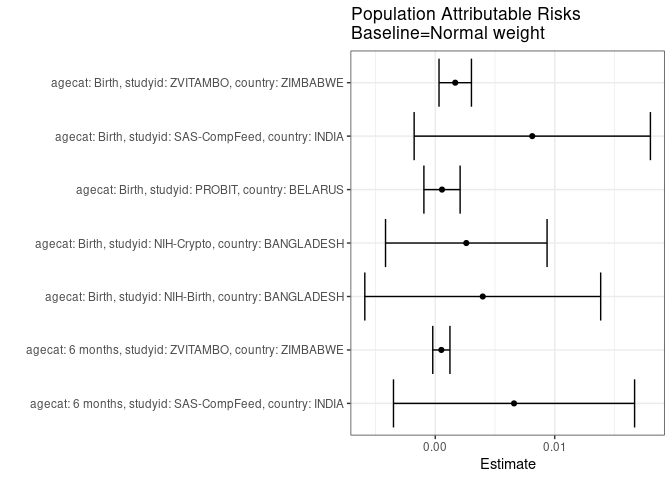 Population Attributable Risks
Baseline=Normal weight
agecat: Birth, studyid: ZVITAMBO, country: ZIMBABWE
agecat: Birth, studyid: SAS-CompFeed, country: INDIA
agecat: Birth, studyid: PROBIT, country: BELARUS
agecat: Birth, studyid: NIH-Crypto, country: BANGLADESH
agecat: Birth, studyid: NIH-Birth, country: BANGLADESH
agecat: 6 months, studyid: ZVITAMBO, country: ZIMBABWE
agecat: 6 months, studyid: SAS-CompFeed, country: INDIA
0.00 0.01
Estimate